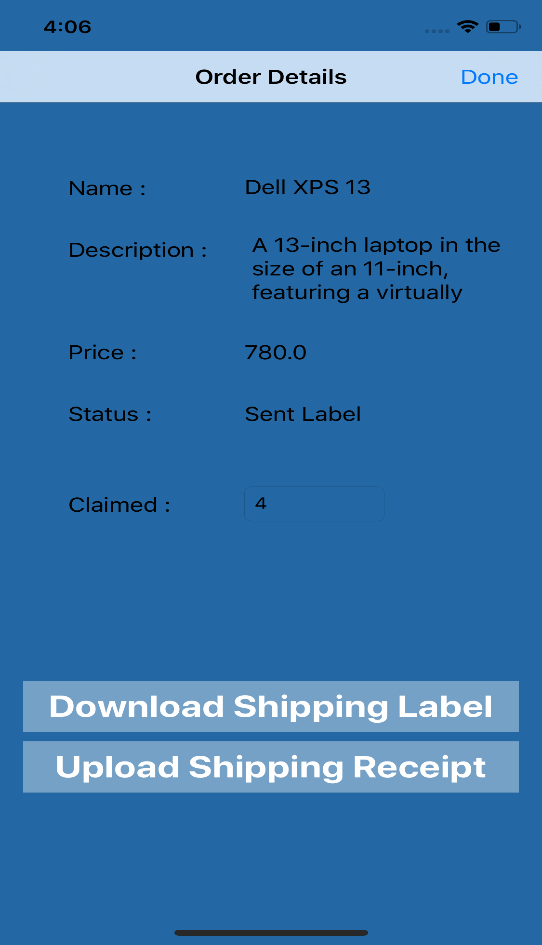 4:06
Order Details
Done
Name :
Dell XPS 13
Description :
A 13-inch laptop in the
size of an 11-inch,
featuring a virtually
Price :
780.0
Status :
Sent Label
Claimed :
4
Download Shipping Label
Upload Shipping Receipt